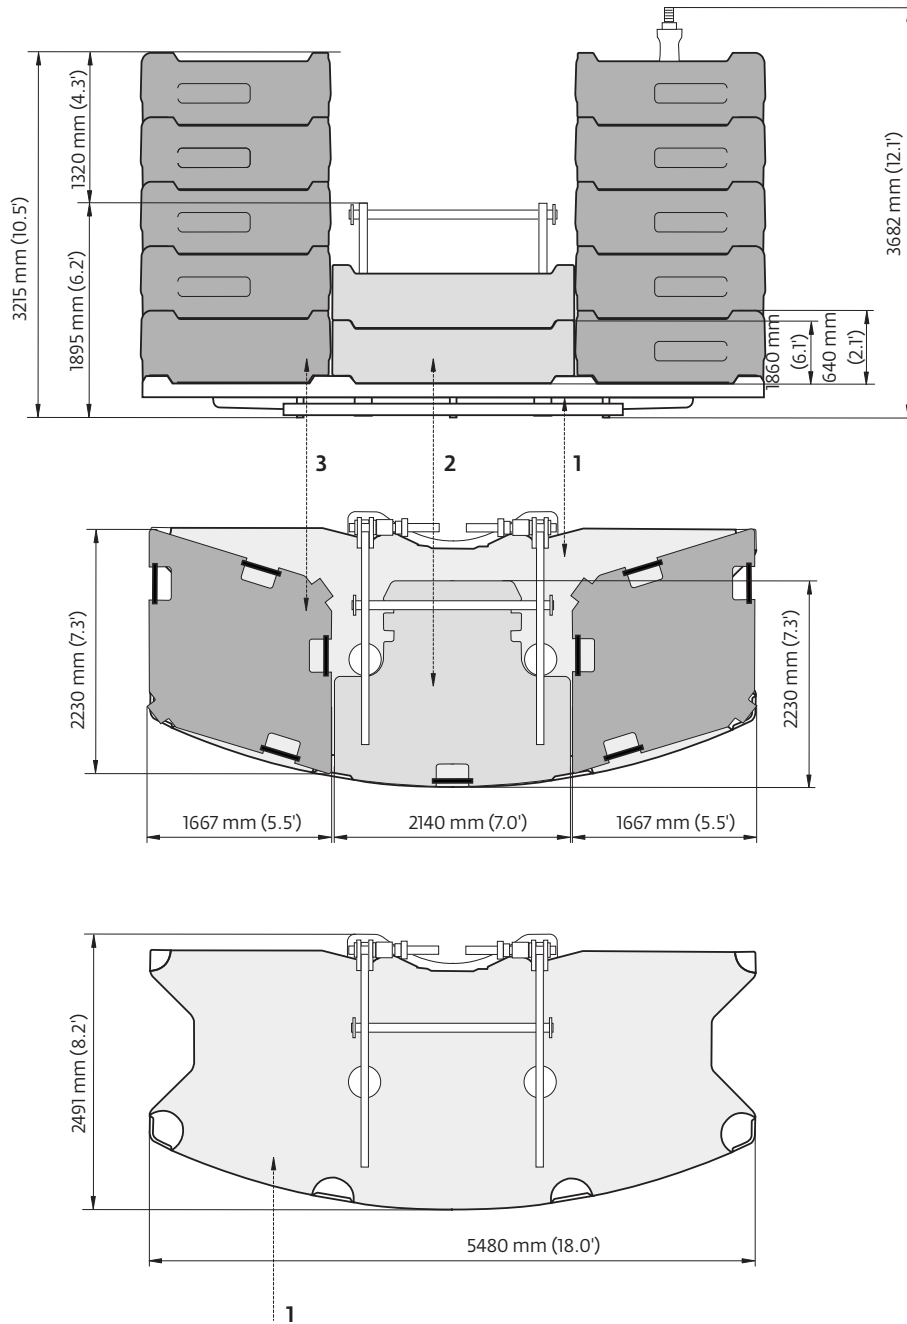 1320 mm (4.3')
3215 mm (10.5')
1895 mm (6.2')
3682 mm (12.1')
1860 mm
(6.1')
640 mm
(2.1')
3
2
1
2230 mm (7.3')
2230 mm (7.3')
1667 mm (5.5')
2140 mm (7.0')
1667 mm (5.5')
2491 mm (8.2')
5480 mm (18.0')
1